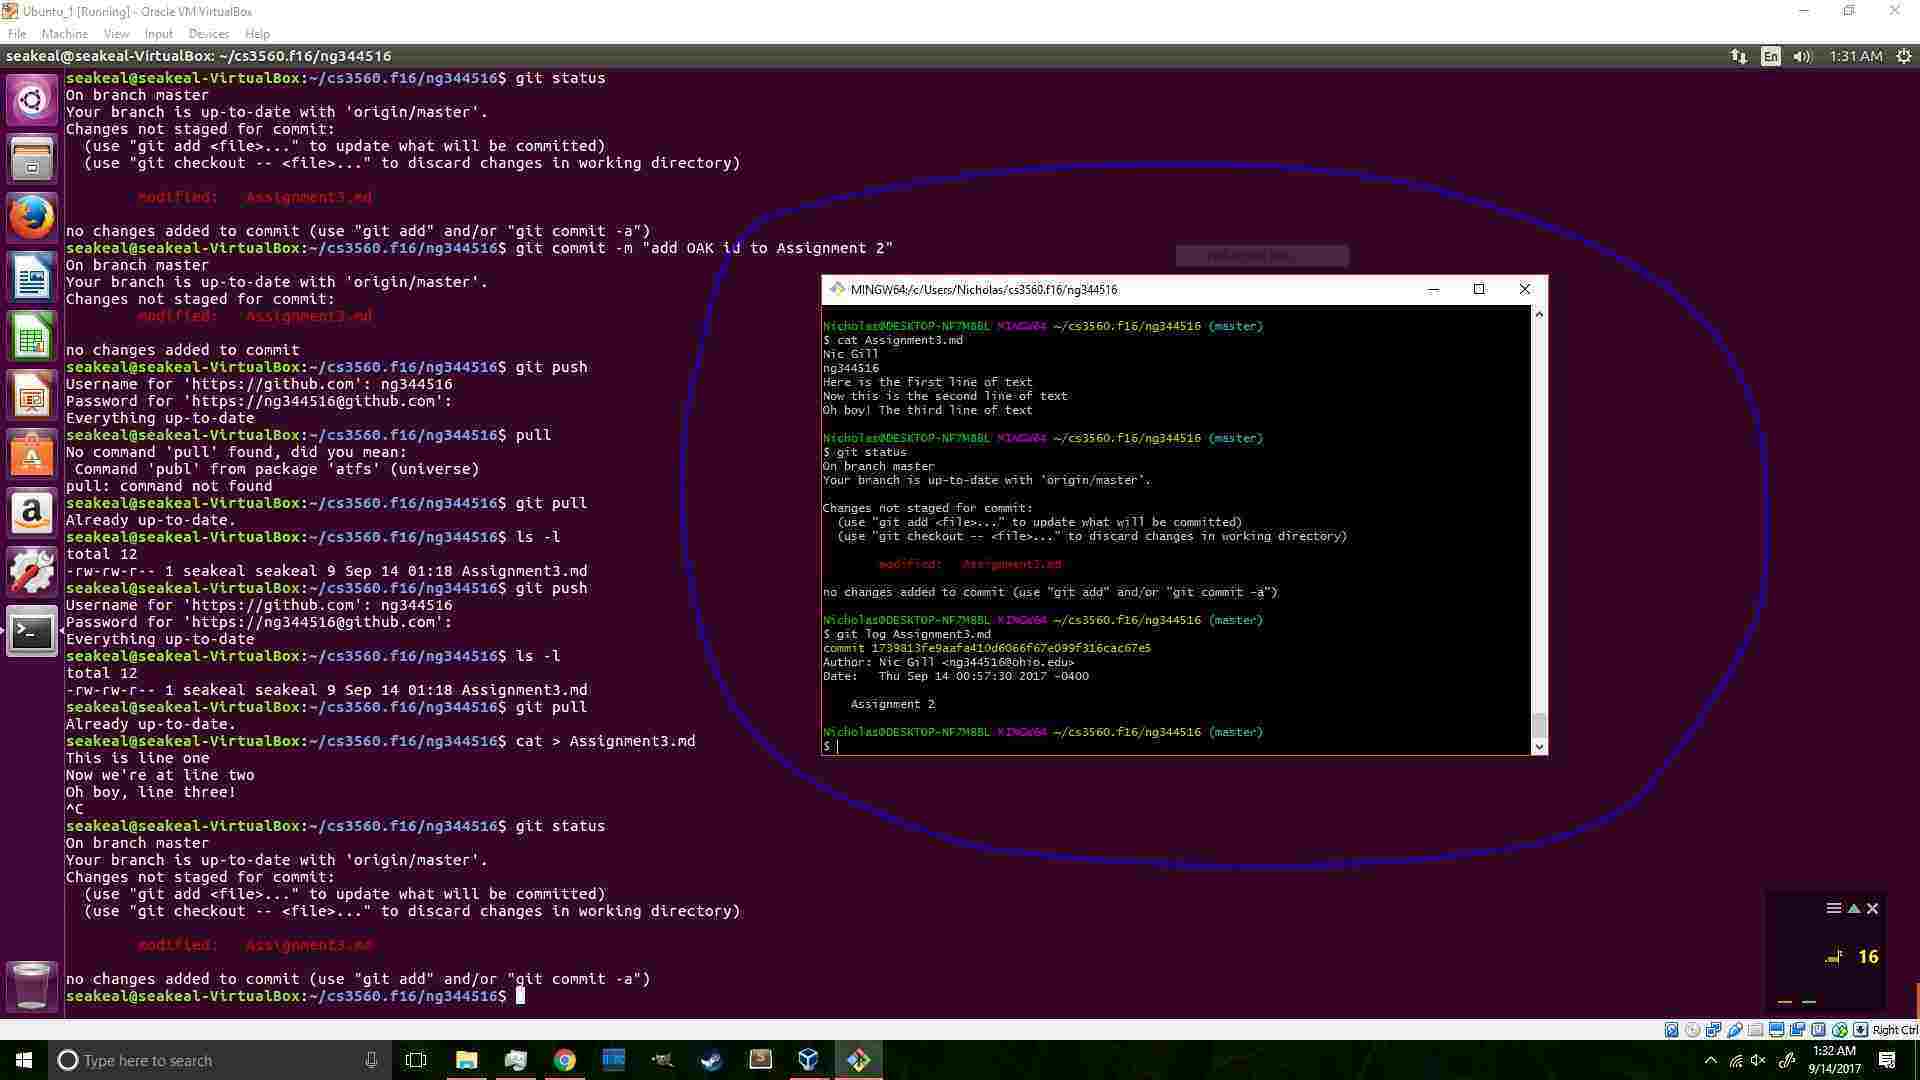 Ubuntu_1 [Running] - Oracle VM VirtualBox
File Machine View Input Devices Help
seakeal@seakeal-VirtualBox: ~/cs3560.f16/ng344516
En
1:31 AM
seakeal@seakeal-VirtualBox:~/cs3560.f16/ng344516$ git status
On branch master
Your branch is up-to-date with 'origin/master'.
Changes not staged for commit:
(use "git add <file>..." to update what will be committed)
(use "git checkout -- <file>..." to discard changes in working directory)
modified: Assignment3.md
no changes added to commit (use "git add" and/or "git commit -a")
seakeal@seakeal-VirtualBox:~/cs3560.f16/ng344516$ git commit -m "add OAK id to Assignment 2"
On branch master
Your branch is up-to-date with 'origin/master'.
Changes not staged for commit:
modified: Assignment3.md
no changes added to commit
seakeal@seakeal-VirtualBox:~/cs3560.f16/ng344516$ git push
Username for 'https://github.com': ng344516
Password for 'https://ng344516@github.com':
Everything up-to-date
seakeal@seakeal-VirtualBox:~/cs3560.f16/ng344516$ pull
No command 'pull' found, did you mean:
Command 'publ' from package 'atfs' (universe)
pull: command not found
seakeal@seakeal-VirtualBox:~/cs3560.f16/ng344516$ git pull
Already up-to-date.
seakeal@seakeal-VirtualBox:~/cs3560.f16/ng344516$ ls -l
total 12
-rw-rw-r-- 1 seakeal seakeal 9 Sep 14 01:18 Assignment3.md
seakeal@seakeal-VirtualBox:~/cs3560.f16/ng344516$ git push
Username for 'https://github.com': ng344516
Password for 'https://ng344516@github.com':
Everything up-to-date
seakeal@seakeal-VirtualBox:~/cs3560.f16/ng344516$ ls -l
total 12
-rw-rw-r-- 1 seakeal seakeal 9 Sep 14 01:18 Assignment3.md
seakeal@seakeal-VirtualBox:~/cs3560.f16/ng344516$ git pull
Already up-to-date.
seakeal@seakeal-VirtualBox:~/cs3560.f16/ng344516$ cat > Assignment3.md
This is line one
Now we're at line two
Oh boy, line three!
^C
seakeal@seakeal-VirtualBox:~/cs3560.f16/ng344516$ git status
On branch master
Your branch is up-to-date with 'origin/master'.
Changes not staged for commit:
(use "git add <file>..." to update what will be committed)
(use "git checkout -- <file>..." to discard changes in working directory)
modified: Assignment3.md
no changes added to commit (use "git add" and/or "git commit -a")
seakeal@seakeal-VirtualBox:~/cs3560.f16/ng344516$
MINGW64:/c/Users/Nicholas/cs3560.f16/ng344516
Nicholas@DESKTOP-NF7M8BL MINGW64 ~/cs3560.f16/ng344516 (master)
$ cat Assignment3.md
Nic Gill
ng344516
Here is the first line of text
Now this is the second line of text
Oh boy! The third line of text
Nicholas@DESKTOP-NF7M8BL MINGW64 ~/cs3560.f16/ng344516 (master)
$ git status
On branch master
Your branch is up-to-date with 'origin/master'.
Changes not staged for commit:
(use "git add <file>..." to update what will be committed)
(use "git checkout -- <file>..." to discard changes in working directory)
modified: Assignment3.md
no changes added to commit (use "git add" and/or "git commit -a")
Nicholas@DESKTOP-NF7M8BL MINGW64 ~/cs3560.f16/ng344516 (master)
$ git log Assignment3.md
commit 1739813fe9aafa410d6066f67e099f316cac67e5
Author: Nic Gill <ng344516@ohio.edu>
Date: Thu Sep 14 00:57:30 2017 -0400
Assignment 2
Nicholas@DESKTOP-NF7M8BL MINGW64 ~/cs3560.f16/ng344516 (master)
$
16
Right Ctrl
Type here to search
1:32 AM
9/14/2017